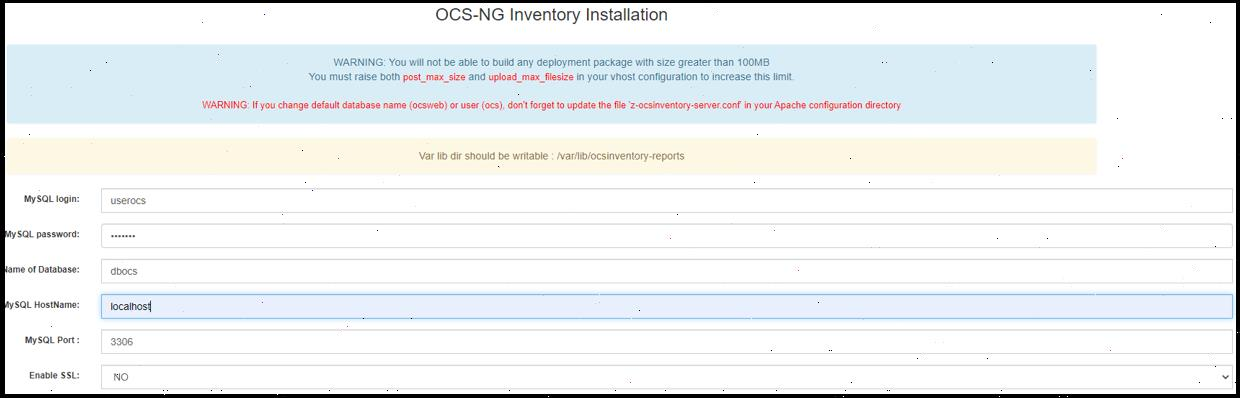 OCS-NG Inventory Installation
WARNING: You will not be able to build any deployment package with size greater than 100MB
You must raise both post_max_size and upload_max_filesize in your vhost configuration to increase this limit.
WARNING: If you change default database name (ocsweb) or user (ocs), don't forget to update the file 'z-ocsinventory-server.conf' in your Apache configuration directory
Var lib dir should be writable : /var/lib/ocsinventory-reports
MySQL login: userocs
MySQL password: •••••••
Name of Database: dbocs
MySQL HostName: localhost
MySQL Port : 3306
Enable SSL: NO